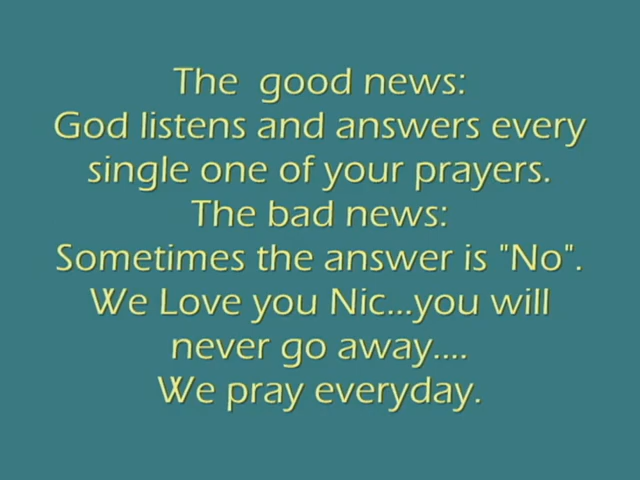 The good news:
God listens and answers every
single one of your prayers.
The bad news:
Sometimes the answer is "No".
We Love you Nic...you will
never go away....
We pray everyday.